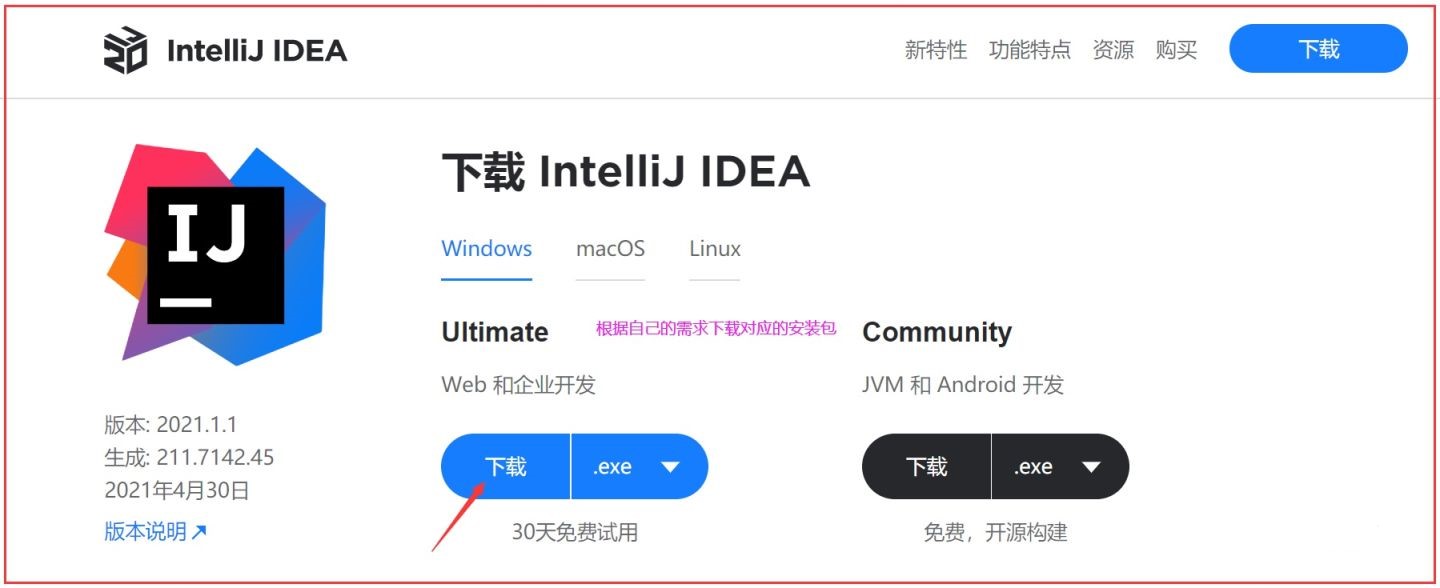 IntelliJ IDEA
新特性 功能特点 资源 购买 下载
IJ
下载 IntelliJ IDEA
Windows macOS Linux
Ultimate
根据自己的需求下载对应的安装包
Community
Web 和企业开发
JVM 和 Android 开发
版本: 2021.1.1
生成: 211.7142.45
2021年4月30日
版本说明
下载 .exe
下载 .exe
30天免费试用
免费，开源构建